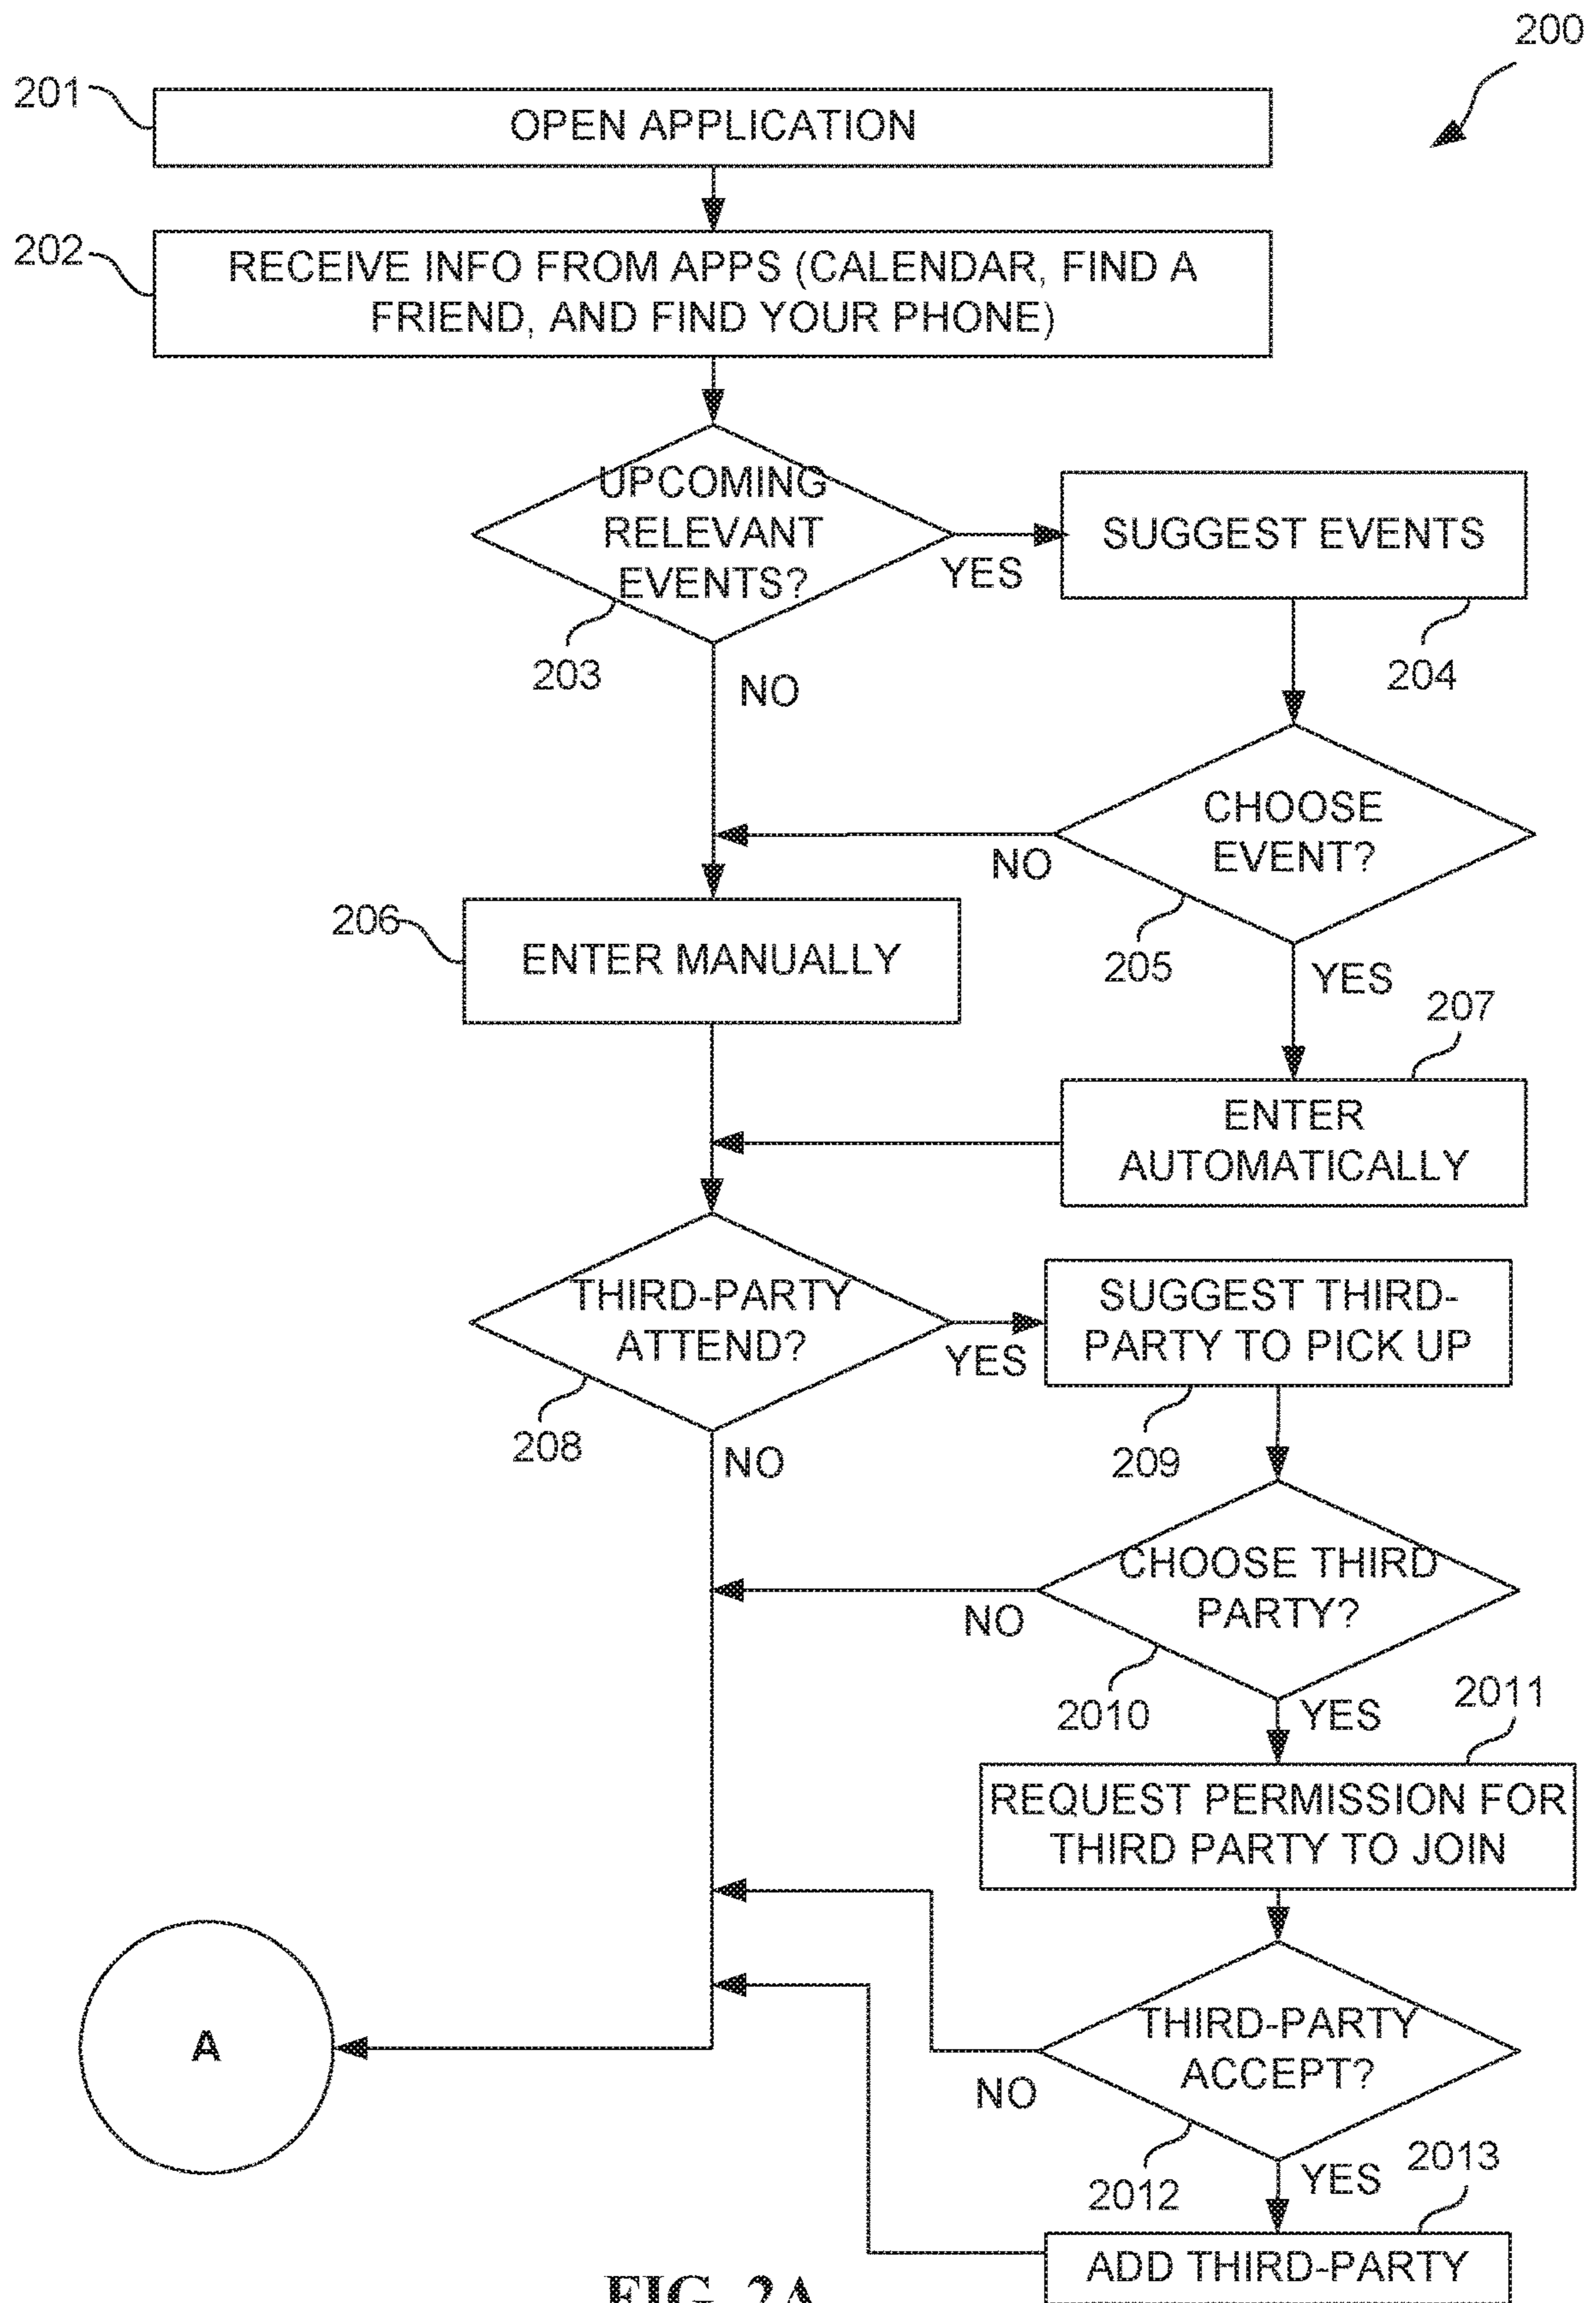 200
201
OPEN APPLICATION
202
RECEIVE INFO FROM APPS (CALENDAR, FIND A
FRIEND, AND FIND YOUR PHONE)
UPCOMING
RELEVANT
EVENTS?
YES
203
NO
SUGGEST EVENTS
204
CHOOSE
EVENT?
NO
205
YES
206
ENTER MANUALLY
207
ENTER
AUTOMATICALLY
THIRD-PARTY
ATTEND?
YES
208
NO
SUGGEST THIRD-
PARTY TO PICK UP
209
CHOOSE THIRD
PARTY?
NO
2010
YES
2011
REQUEST PERMISSION FOR
THIRD PARTY TO JOIN
THIRD-PARTY
ACCEPT?
NO
2012
YES
2013
ADD THIRD-PARTY
A
FIG. 2A